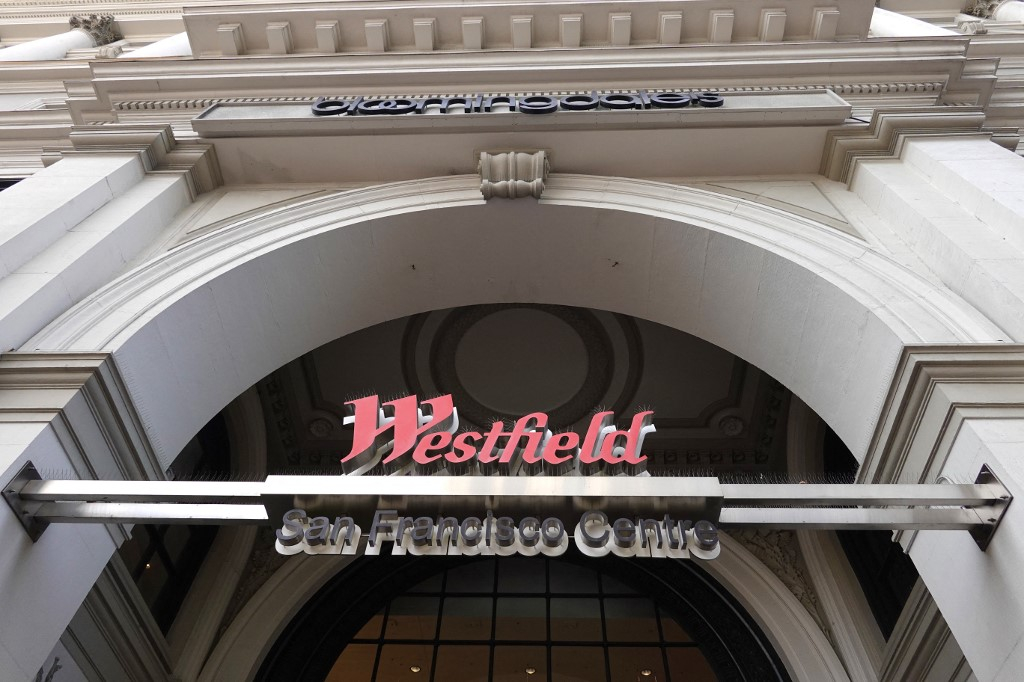 bloomingdale's
Westfield
San Francisco Centre